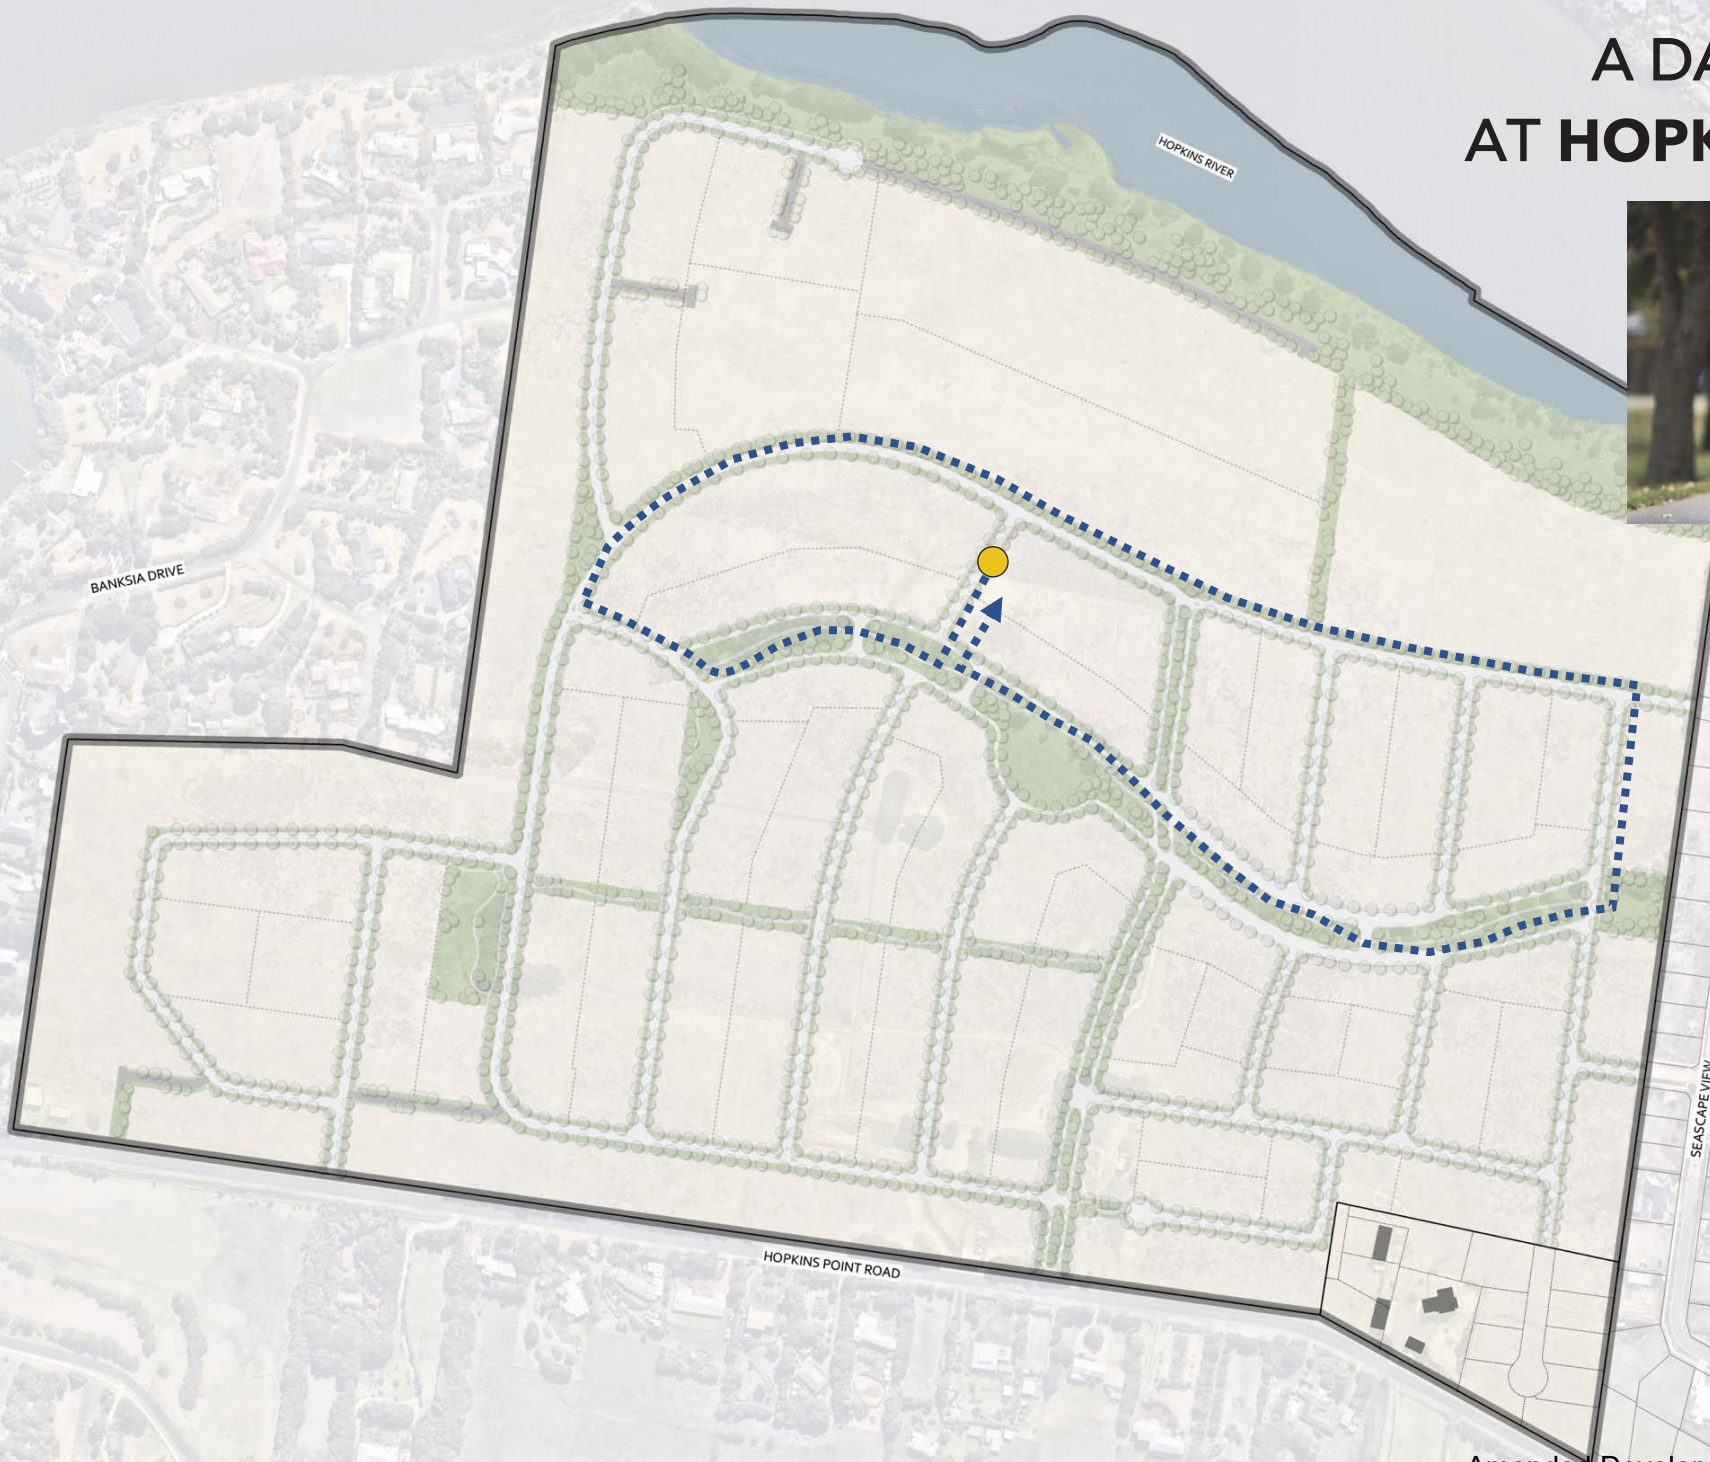 A DA
AT HOPK
HOPKINS RIVER
BANKSIA DRIVE
SEASCAPE VIEW
HOPKINS POINT ROAD